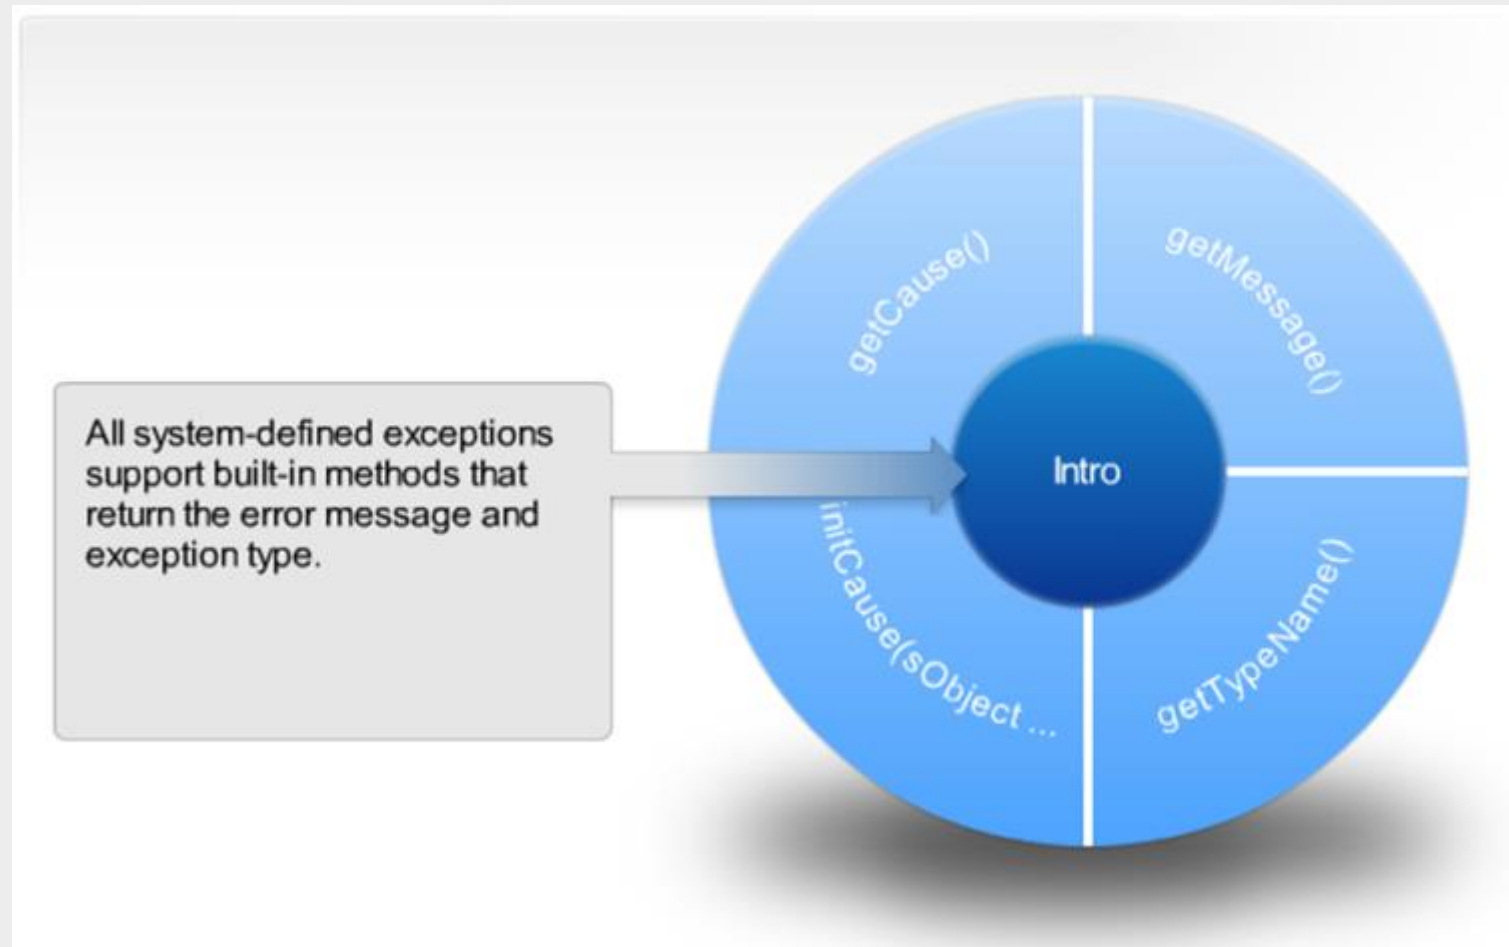 All system-defined exceptions
support built-in methods that
return the error message and
exception type.
Intro
getCause()
getMessage()
initCause(sObject ...
getTypeName()